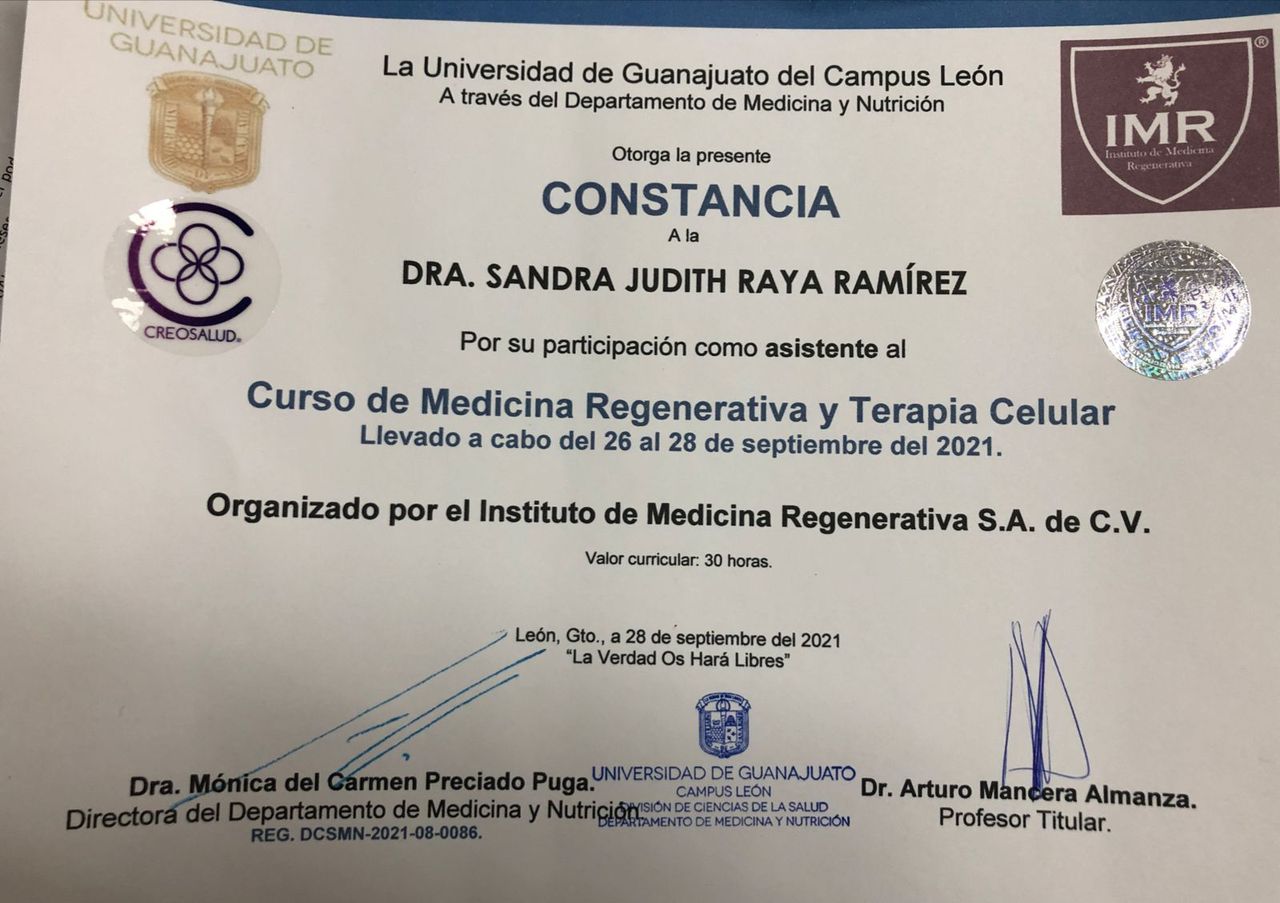 UNIVERSIDAD DE
GUANAJUATO
La Universidad de Guanajuato del Campus León
A través del Departamento de Medicina y Nutrición
IMR
Instituto de Medicina
Regenerativa
®
Otorga la presente
CONSTANCIA
A la
DRA. SANDRA JUDITH RAYA RAMÍREZ
CREOSALUD®
IMR
Por su participación como asistente al
Curso de Medicina Regenerativa y Terapia Celular
Llevado a cabo del 26 al 28 de septiembre del 2021.
Organizado por el Instituto de Medicina Regenerativa S.A. de C.V.
Valor curricular: 30 horas.
León, Gto., a 28 de septiembre del 2021
“La Verdad Os Hará Libres”
Dra. Mónica del Carmen Preciado Puga.
Directora del Departamento de Medicina y Nutrición.
REG. DCSMN-2021-08-0086.
UNIVERSIDAD DE GUANAJUATO
CAMPUS LEÓN
DIVISIÓN DE CIENCIAS DE LA SALUD
DEPARTAMENTO DE MEDICINA Y NUTRICIÓN
Dr. Arturo Mancera Almanza.
Profesor Titular.